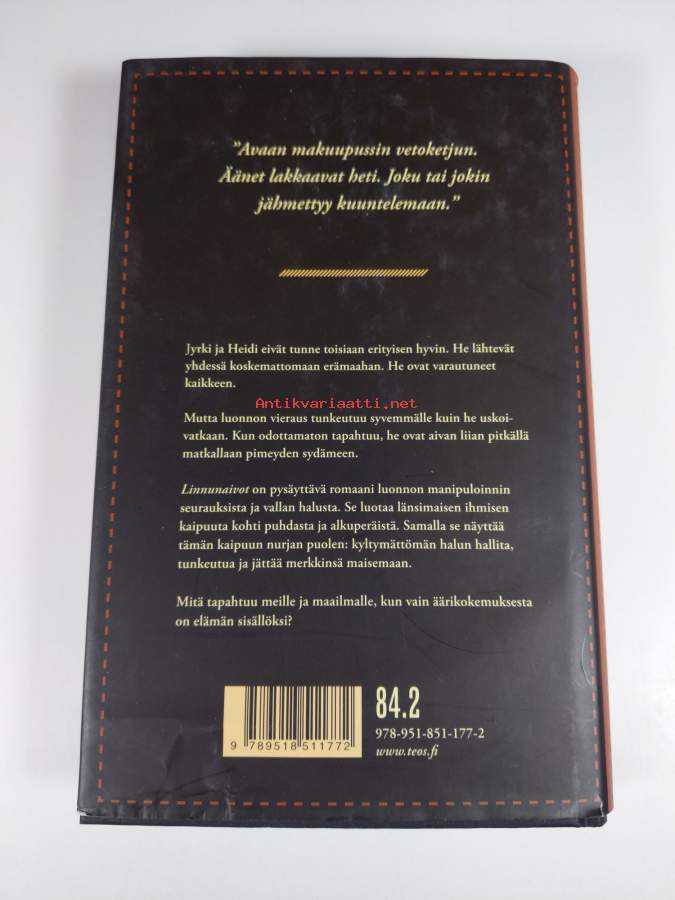 ”Avaan makuupussin vetoketjun.
Äänet lakkaavat heti. Joku tai jokin
jähmettyy kuuntelemaan.”
Jyrki ja Heidi eivät tunne toisiaan erityisen hyvin. He lähtevät
yhdessä koskemattomaan erämaahan. He ovat varautuneet
kaikkeen.
Antikvariaatti.net
Mutta luonnon vieraus tunkeutuu syvemmälle kuin he uskoi-
vatkaan. Kun odottamaton tapahtuu, he ovat aivan liian pitkällä
matkallaan pimeyden sydämeen.
Linnunaivot on pysäyttävä romaani luonnon manipuloinnin
seurauksista ja vallan halusta. Se luotaa länsimaisen ihmisen
kaipuuta kohti puhdasta ja alkuperäistä. Samalla se näyttää
tämän kaipuun nurjan puolen: kyltymättömän halun hallita,
tunkeutua ja jättää merkkinsä maisemaan.
Mitä tapahtuu meille ja maailmalle, kun vain äärikokemuksesta
on elämän sisällöksi?
84.2
978-951-851-177-2
www.teos.fi
9 789518 511772